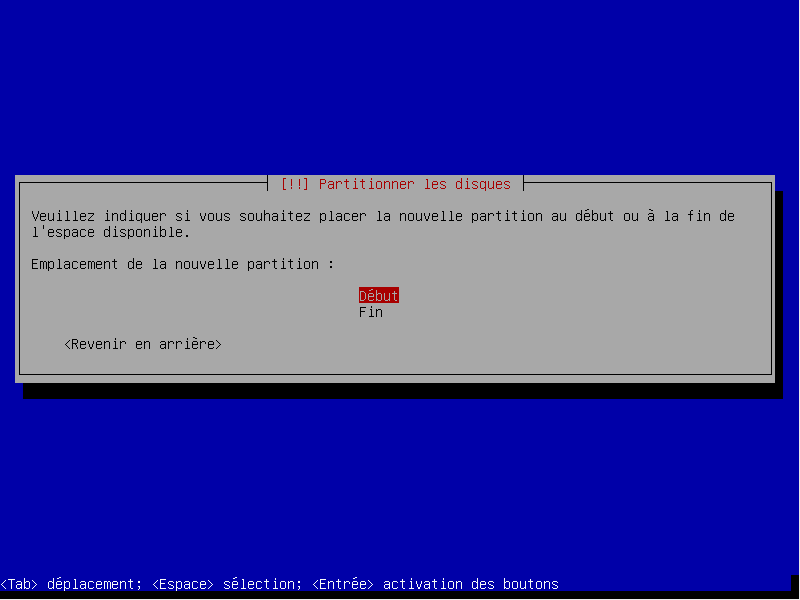 [!!] Partitionner les disques
Veuillez indiquer si vous souhaitez placer la nouvelle partition au début ou à la fin de
l'espace disponible.
Emplacement de la nouvelle partition :
Début
Fin
<Revenir en arrière>
<Tab> déplacement; <Espace> sélection; <Entrée> activation des boutons